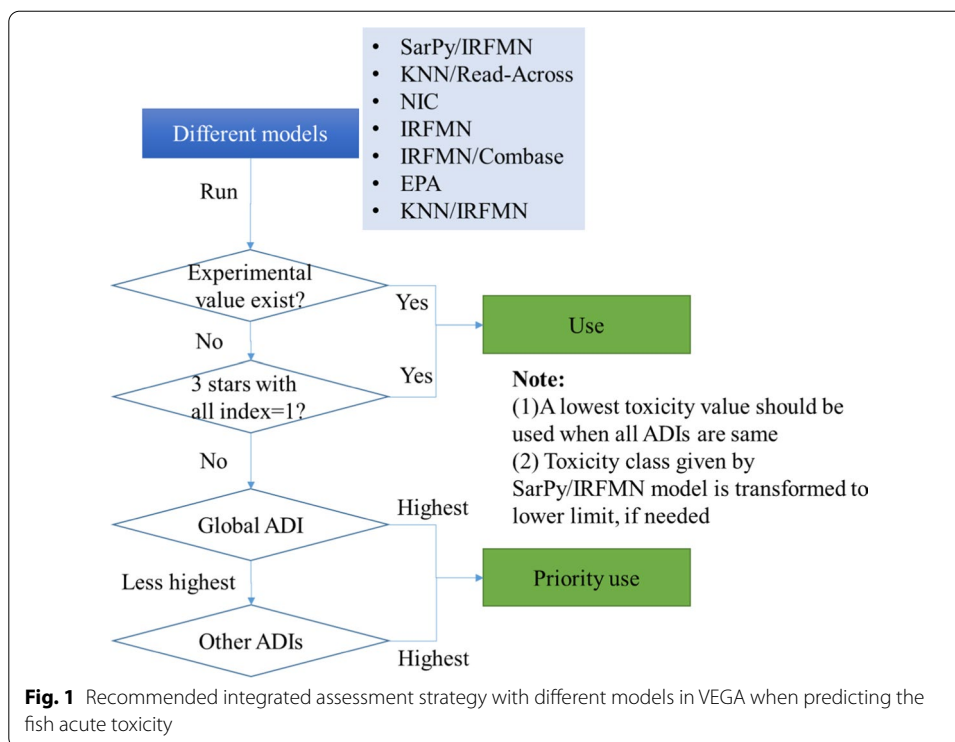 • SarPy/IRFMN
• KNN/Read-Across
• NIC
• IRFMN
• IRFMN/Combase
• EPA
• KNN/IRFMN
Different models
Run
Experimental
value exist?
Yes
Use
No
3 stars with
all index=1?
Yes
Note:
(1)A lowest toxicity value should be
used when all ADIs are same
(2) Toxicity class given by
SarPy/IRFMN model is transformed to
lower limit, if needed
No
Global ADI
Highest
Less highest
Priority use
Other ADIs
Highest
Fig. 1 Recommended integrated assessment strategy with different models in VEGA when predicting the
fish acute toxicity